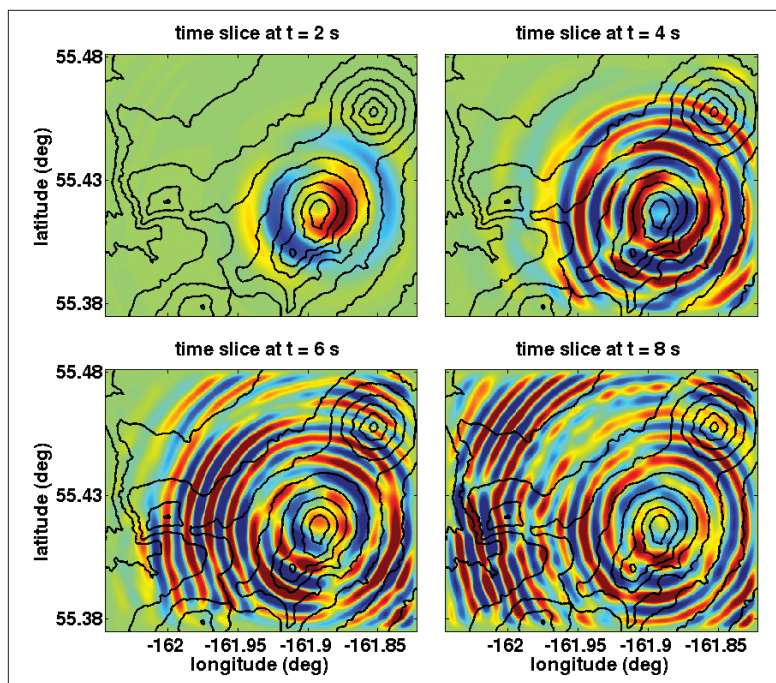 time slice at t = 2 s
time slice at t = 4 s
55.48
55.43
55.38
latitude (deg)
time slice at t = 6 s
time slice at t = 8 s
55.48
55.43
55.38
latitude (deg)
-162
-161.95
-161.9
-161.85
longitude (deg)
-162
-161.95
-161.9
-161.85
longitude (deg)